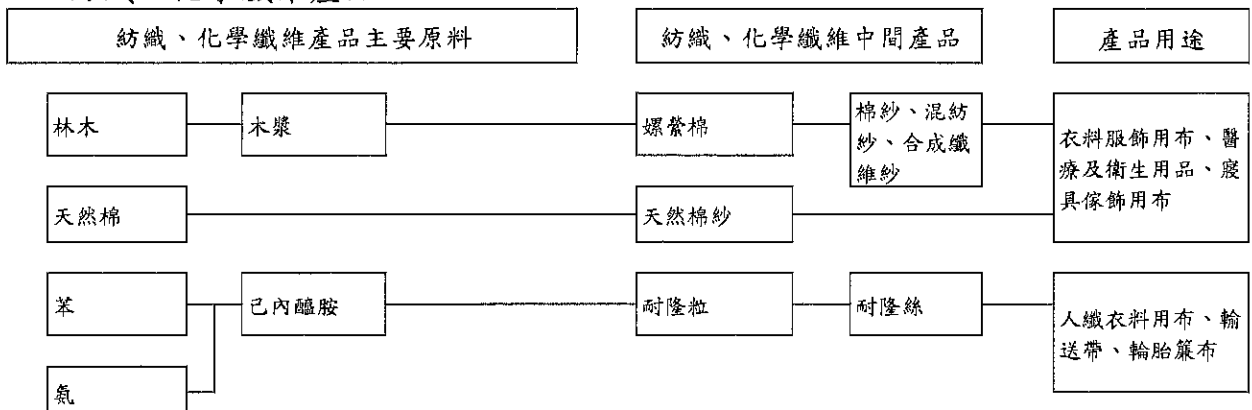 紡織、化學纖維產品主要原料
紡織、化學纖維中間產品
產品用途
林木
木漿
嫘縈棉
棉紗、混紡
紗、合成纖
維紗
衣料服飾用布、醫
療及衛生用品、寢
具傢飾用布
天然棉
天然棉紗
苯
己內醯胺
耐隆粒
耐隆絲
人纖衣料用布、輸
送帶、輪胎簾布
氨